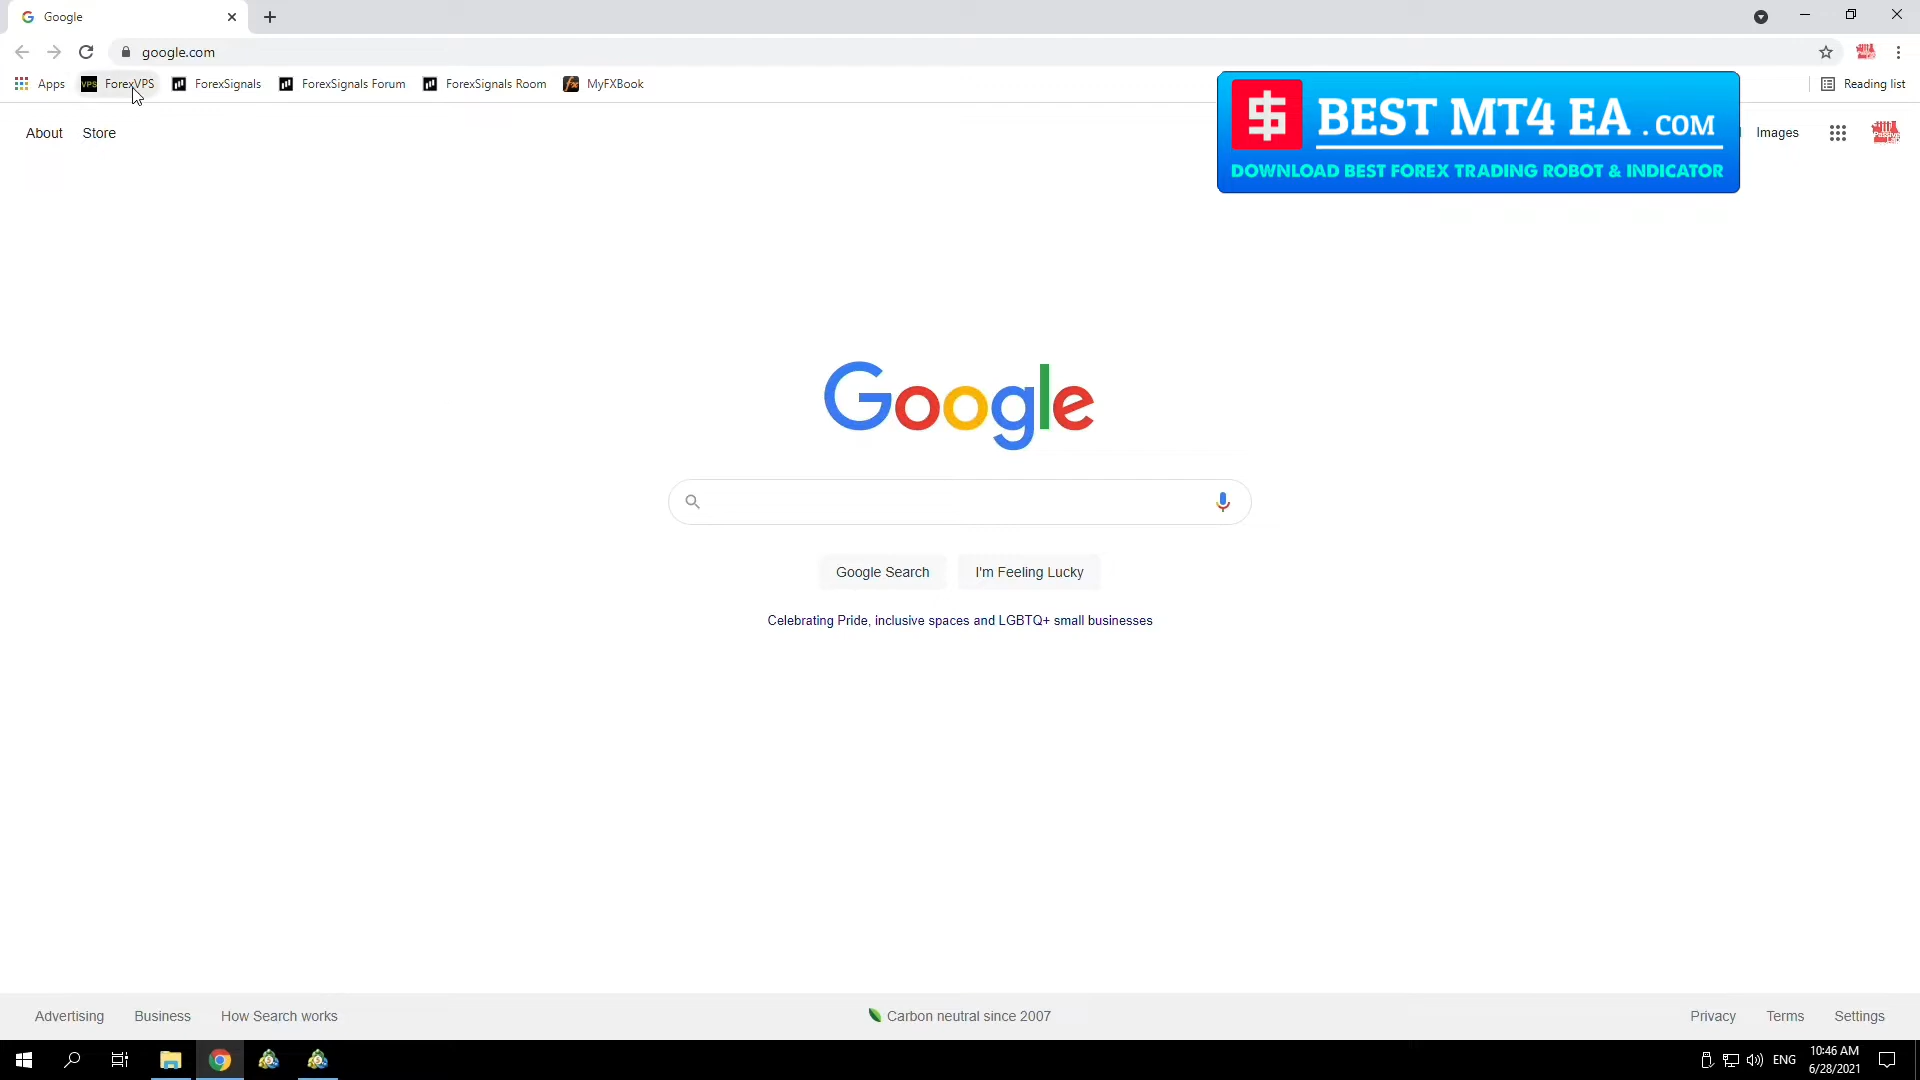 Google
google.com
Apps
VPS
ForexVPS
ForexSignals
ForexSignals Forum
ForexSignals Room
fx
MyFXBook
Reading list
About
Store
$ BEST MT4 EA .COM
DOWNLOAD BEST FOREX TRADING ROBOT & INDICATOR
Images
Google
Google Search
I'm Feeling Lucky
Celebrating Pride, inclusive spaces and LGBTQ+ small businesses
Advertising
Business
How Search works
Carbon neutral since 2007
Privacy
Terms
Settings
ENG
10:46 AM
6/28/2021